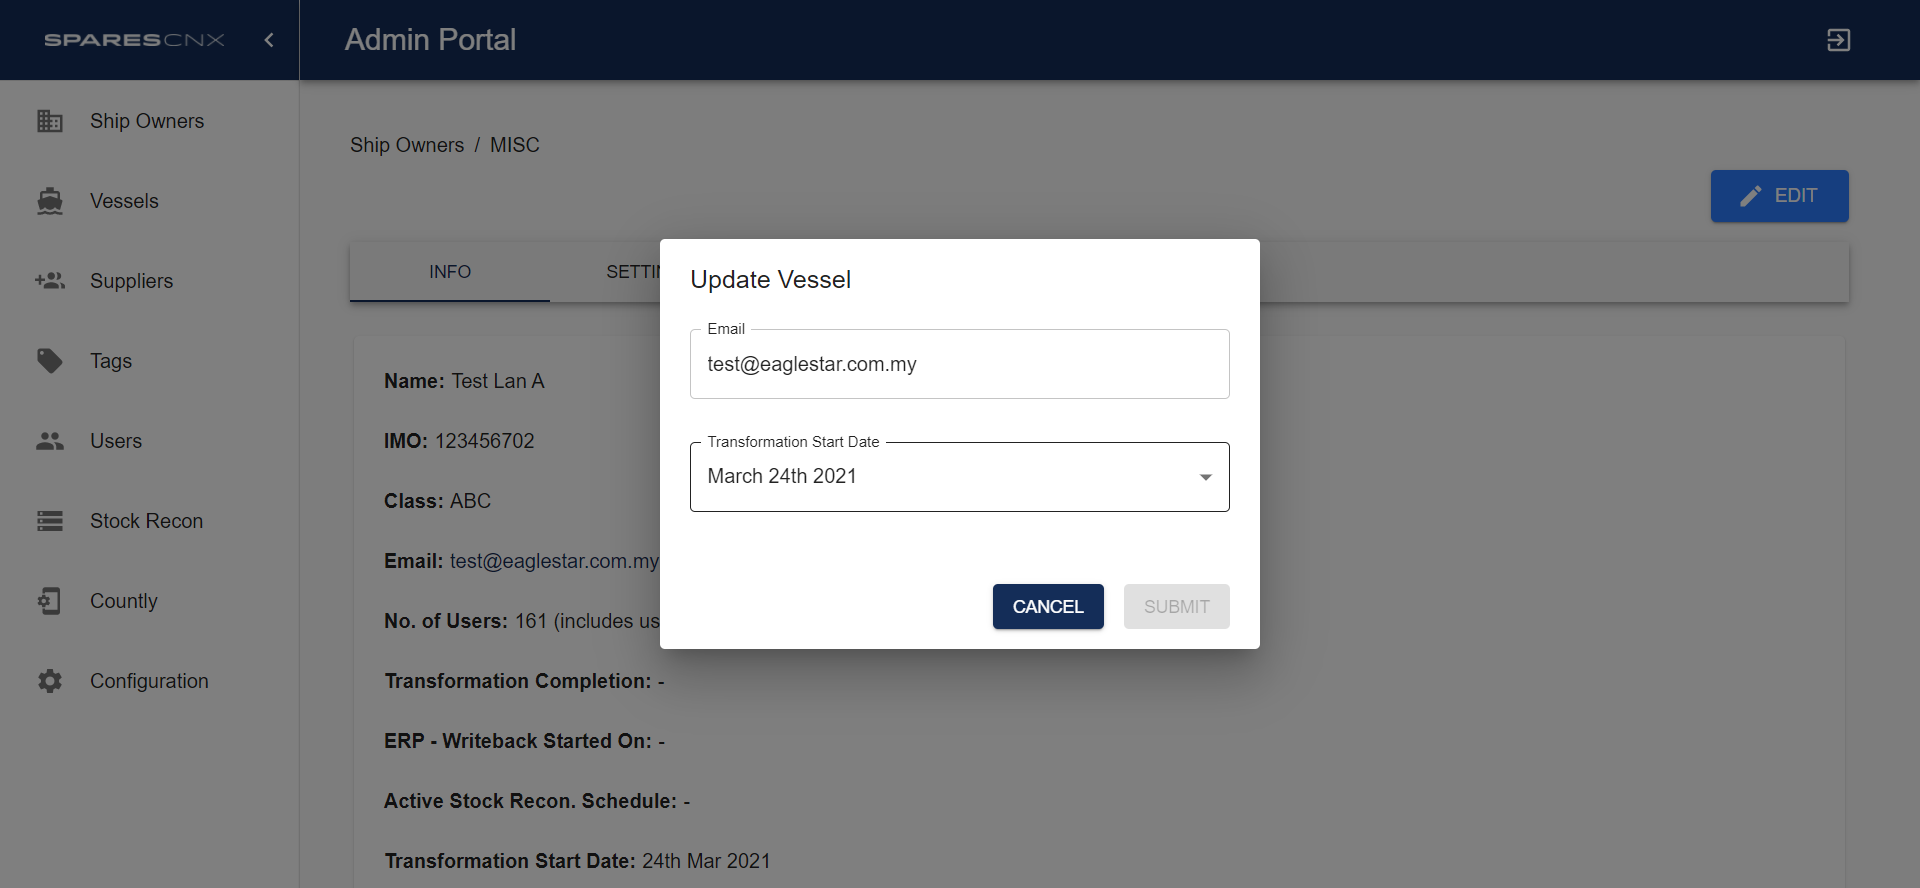 SPARESCNX
Admin Portal
Ship Owners
Vessels
Suppliers
Tags
Users
Stock Recon
Countly
Configuration
Ship Owners / MISC
EDIT
INFO
SETTIN
Name: Test Lan A
IMO: 123456702
Class: ABC
Email: test@eaglestar.com.my
No. of Users: 161 (includes us
Transformation Completion: -
ERP - Writeback Started On: -
Active Stock Recon. Schedule: -
Transformation Start Date: 24th Mar 2021
Update Vessel
Email
test@eaglestar.com.my
Transformation Start Date
March 24th 2021
CANCEL
SUBMIT